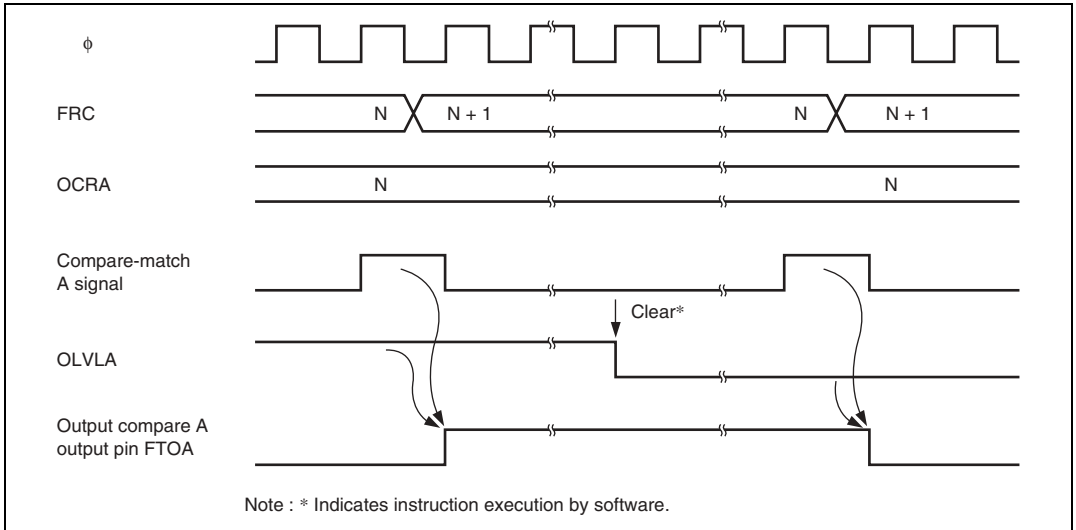 ϕ
FRC
N
N + 1
N
N + 1
OCRA
N
N
Compare-match
A signal
Clear*
OLVLA
Output compare A
output pin FTOA
Note : * Indicates instruction execution by software.